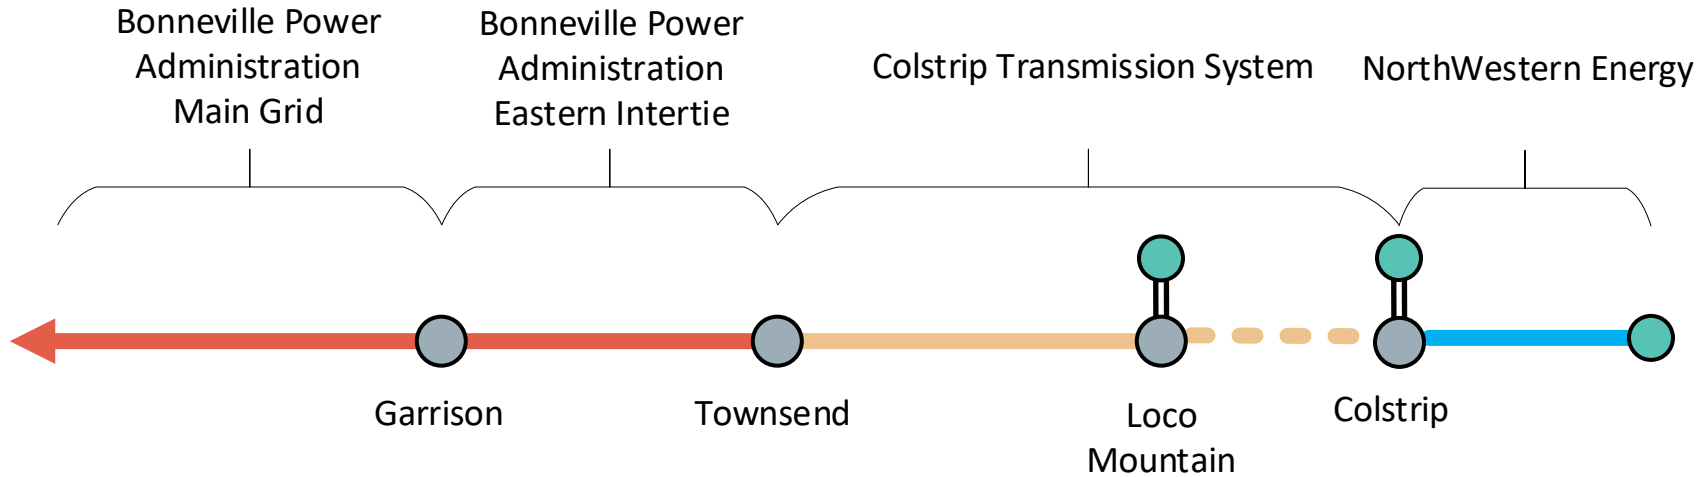 Bonneville Power
Administration
Main Grid
Bonneville Power
Administration
Eastern Intertie
Colstrip Transmission System
NorthWestern Energy
Garrison
Townsend
Loco
Mountain
Colstrip